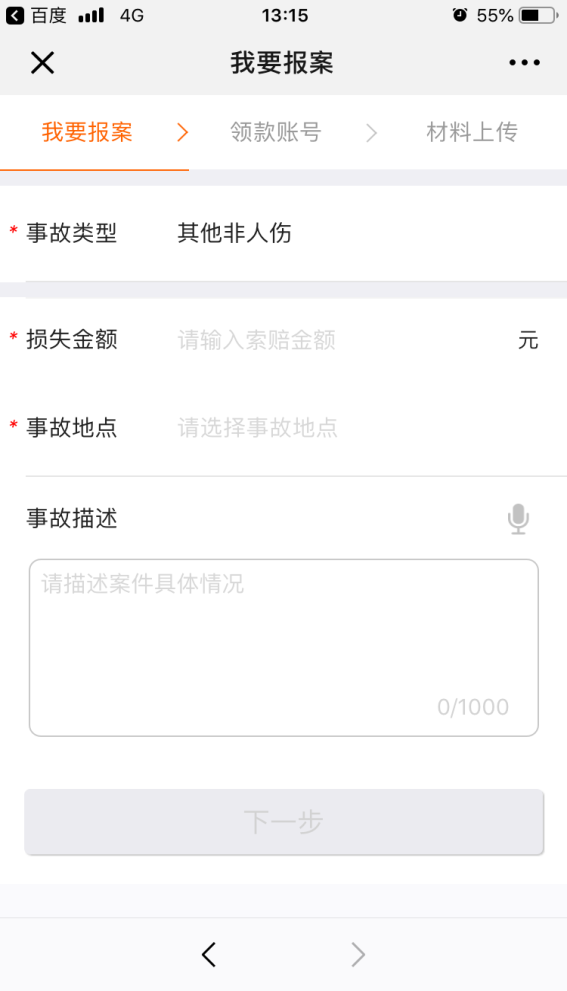 百度 4G 13:15 55%
我要报案
我要报案 领款账号 材料上传
* 事故类型 其他非人伤
* 损失金额 请输入索赔金额 元
* 事故地点 请选择事故地点
事故描述
请描述案件具体情况
0/1000
下一步